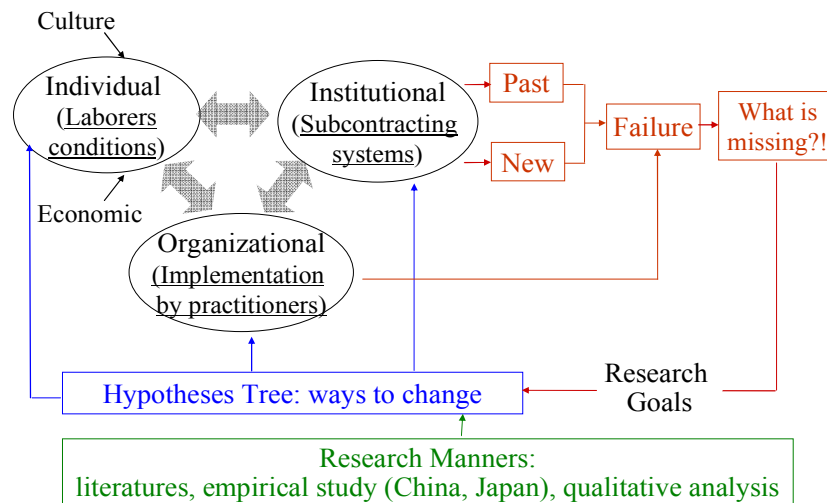 Culture
Individual
(Laborers
conditions)
Economic
Institutional
(Subcontracting
systems)
Past
New
Failure
What is
missing?!
Organizational
(Implementation
by practitioners)
Hypotheses Tree: ways to change
Research
Goals
Research Manners:
literatures, empirical study (China, Japan), qualitative analysis